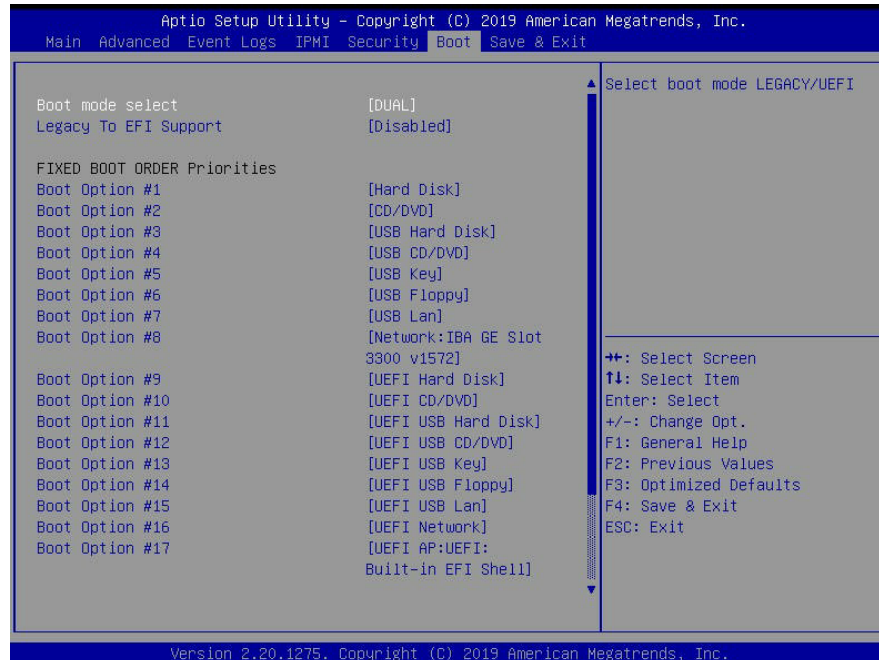 Aptio Setup Utility – Copyright (C) 2019 American Megatrends, Inc.
Main Advanced Event Logs IPMI Security Boot Save & Exit
Boot mode select [DUAL]
Legacy To EFI Support [Disabled]
FIXED BOOT ORDER Priorities
Boot Option #1 [Hard Disk]
Boot Option #2 [CD/DVD]
Boot Option #3 [USB Hard Disk]
Boot Option #4 [USB CD/DVD]
Boot Option #5 [USB Key]
Boot Option #6 [USB Floppy]
Boot Option #7 [USB Lan]
Boot Option #8 [Network:IBA GE Slot
3300 v1572]
Boot Option #9 [UEFI Hard Disk]
Boot Option #10 [UEFI CD/DVD]
Boot Option #11 [UEFI USB Hard Disk]
Boot Option #12 [UEFI USB CD/DVD]
Boot Option #13 [UEFI USB Key]
Boot Option #14 [UEFI USB Floppy]
Boot Option #15 [UEFI USB Lan]
Boot Option #16 [UEFI Network]
Boot Option #17 [UEFI AP:UEFI:
Built-in EFI Shell]
Select boot mode LEGACY/UEFI
→←: Select Screen
↑↓: Select Item
Enter: Select
+/-: Change Opt.
F1: General Help
F2: Previous Values
F3: Optimized Defaults
F4: Save & Exit
ESC: Exit
Version 2.20.1275. Copyright (C) 2019 American Megatrends, Inc.